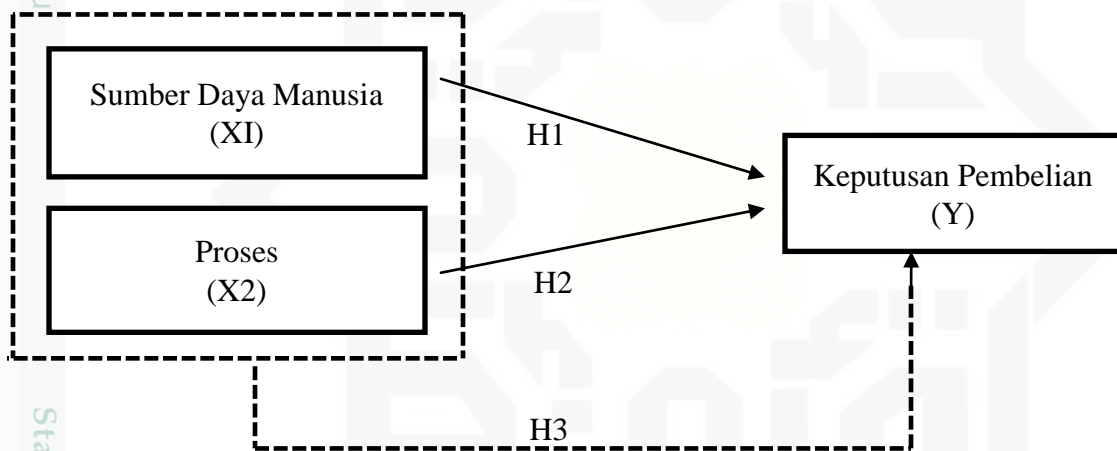 Sumber Daya Manusia
(XI)
H1
Keputusan Pembelian
(Y)
Proses
(X2)
H2
H3